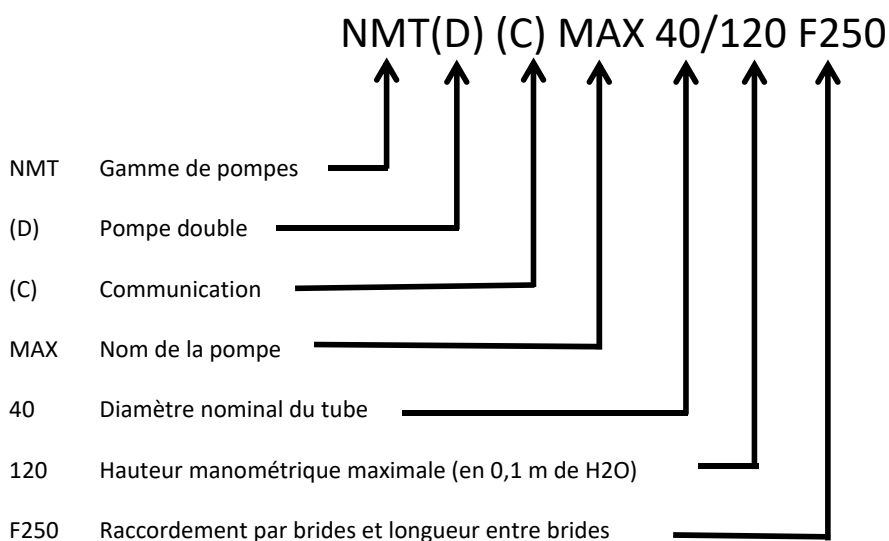 NMT(D) (C) MAX 40/120 F250
NMT Gamme de pompes
(D) Pompe double
(C) Communication
MAX Nom de la pompe
40 Diamètre nominal du tube
120 Hauteur manométrique maximale (en 0,1 m de H2O)
F250 Raccordement par brides et longueur entre brides